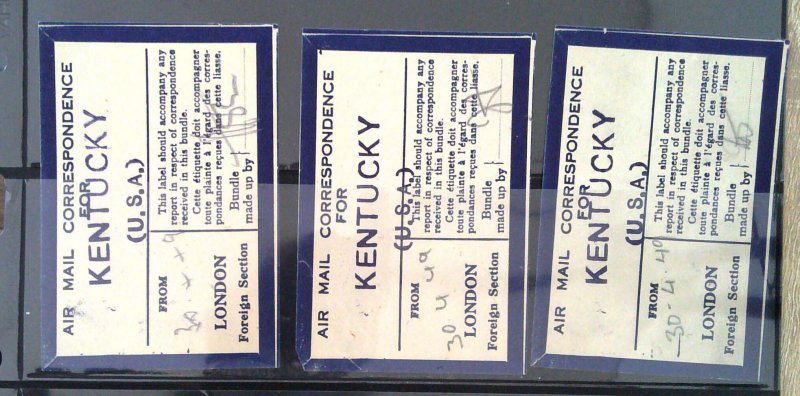 AIR MAIL CORRESPONDENCE
FOR
KENTUCKY
(U.S.A.)
FROM
LONDON
Foreign Section
This label should accompany any
report in respect of correspondence
received in this bundle.
Cette étiquette doit accompagner
toute plainte à l'égard des corres-
pondances reçues dans cette liasse.
Bundle
made up by
AIR MAIL CORRESPONDENCE
FOR
KENTUCKY
(U.S.A.)
FROM
30 4 49
LONDON
Foreign Section
This label should accompany any
report in respect of correspondence
received in this bundle.
Cette étiquette doit accompagner
toute plainte à l'égard des corres-
pondances reçues dans cette liasse.
Bundle
made up by
AIR MAIL CORRESPONDENCE
FOR
KENTUCKY
(U.S.A.)
FROM
30-4-49
LONDON
Foreign Section
This label should accompany any
report in respect of correspondence
received in this bundle.
Cette étiquette doit accompagner
toute plainte à l'égard des corres-
pondances reçues dans cette liasse.
Bundle
made up by